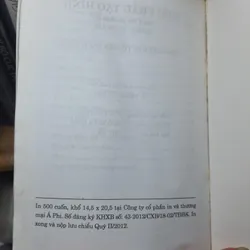 In 500 cuốn, khổ 14,5 x 20,5 tại Công ty cổ phần in và thương
mại Á Phi. Số đăng ký KHXB số: 42-2012/CXB/18-02/TĐBK. In
xong và nộp lưu chiểu Quý II/2012.